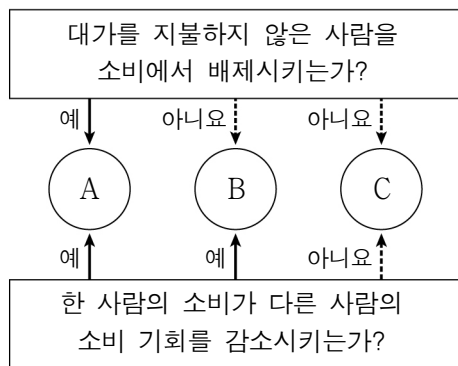 대가를 지불하지 않은 사람을
소비에서 배제시키는가?
예 아니요 아니요
A B C
예 예 아니요
한 사람의 소비가 다른 사람의
소비 기회를 감소시키는가?